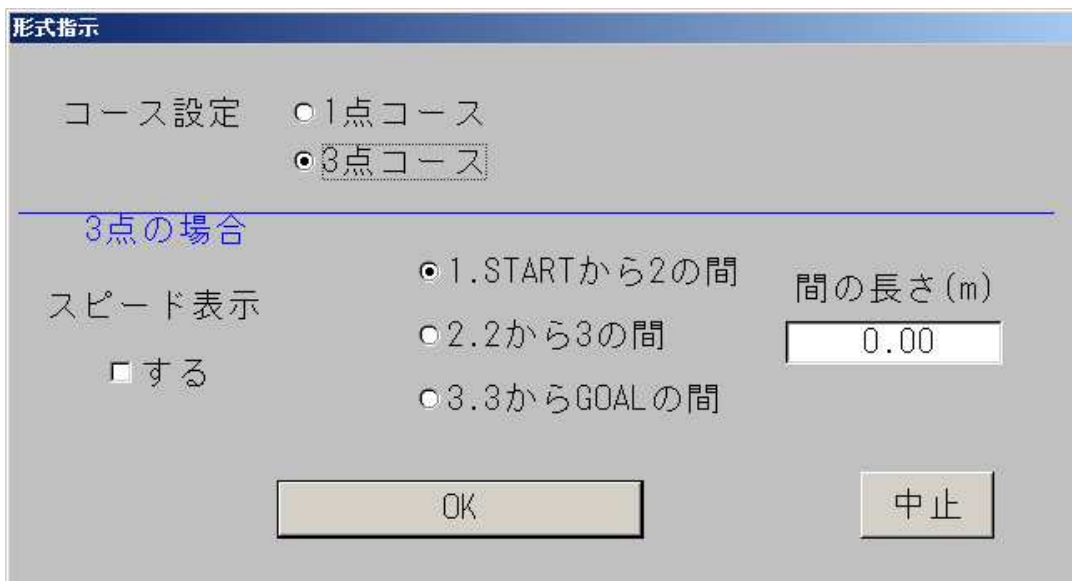 形式指示
コース設定
1点コース
3点コース
3点の場合
スピード表示
する
1.STARTから2の間
2.2から3の間
3.3からGOALの間
間の長さ(m)
0.00
OK
中止